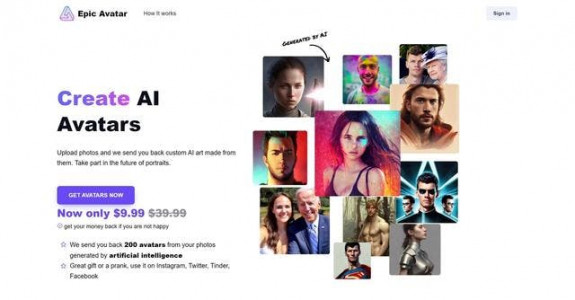 Epic Avatar
How it works
Sign in
GENERATED BY AI
Create AI
Avatars
Upload photos and we send you back custom AI art made from
them. Take part in the future of portraits.
GET AVATARS NOW
Now only $9.99 $39.99
get your money back if you are not happy
We send you back 200 avatars from your photos
generated by artificial intelligence
Great gift or a prank, use it on Instagram, Twitter, Tinder,
Facebook